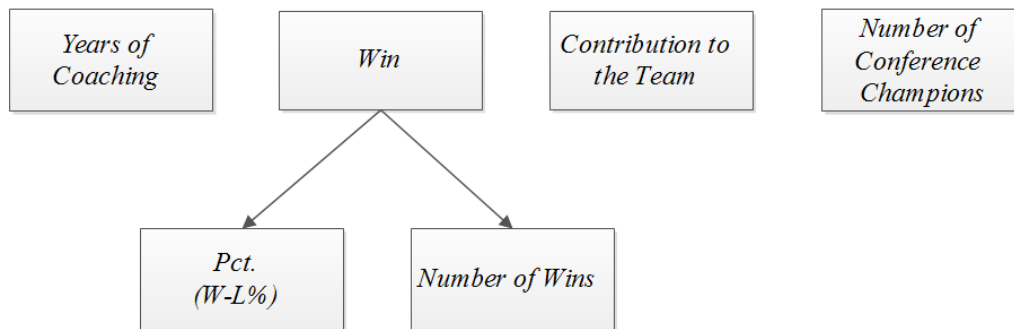 Years of
Coaching
Win
Contribution to
the Team
Number of
Conference
Champions
Pct.
(W-L%)
Number of Wins